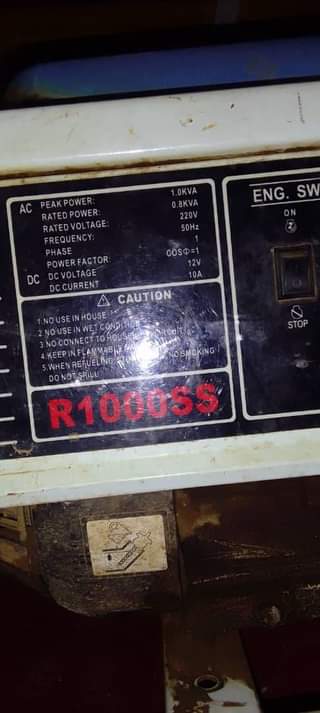 AC PEAK POWER: 1.0KVA
RATED POWER: 0.8KVA
RATED VOLTAGE: 220V
FREQUENCY: 50Hz
PHASE 1
POWER FACTOR: COSΦ=1
DC DC VOLTAGE 12V
DC CURRENT 10A
CAUTION
1.NO USE IN HOUSE
2.NO USE IN WET CONDITION
3.NO CONNECT TO HOUSE
4.KEEP IN FLAMMABLE
5.WHEN REFUELING NO SMOKING
DO NOT SPILL
R1000SS
ENG. SW
ON
STOP